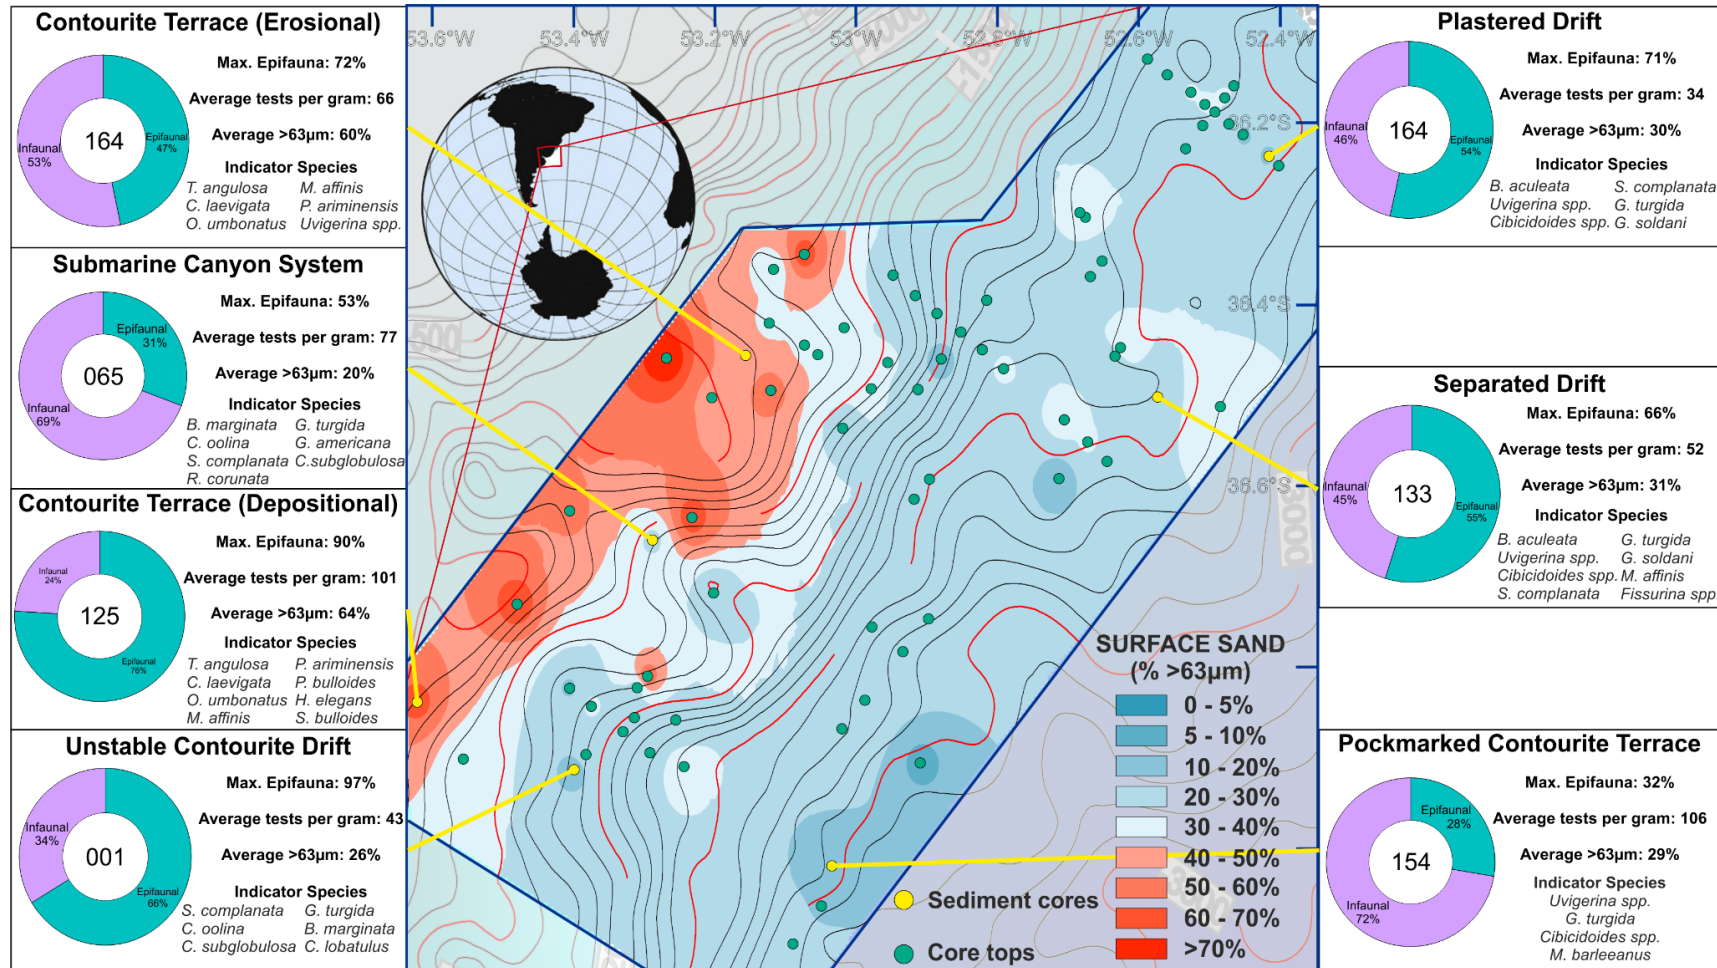 Contourite Terrace (Erosional)
Max. Epifauna: 72%
Average tests per gram: 66
Average >63µm: 60%
Infaunal
53%
164
Epifaunal
47%
Indicator Species
T. angulosa M. affinis
C. laevigata P. ariminensis
O. umbonatus Uvigerina spp.
Submarine Canyon System
Max. Epifauna: 53%
Average tests per gram: 77
Average >63µm: 20%
Epifaunal
31%
065
Infaunal
69%
Indicator Species
B. marginata G. turgida
C. oolina G. americana
S. complanata C.subglobulosa
R. corunata
Contourite Terrace (Depositional)
Max. Epifauna: 90%
Average tests per gram: 101
Average >63µm: 64%
Infaunal
24%
125
Epifaunal
76%
Indicator Species
T. angulosa P. ariminensis
C. laevigata P. bulloides
O. umbonatus H. elegans
M. affinis S. bulloides
Unstable Contourite Drift
Max. Epifauna: 97%
Average tests per gram: 43
Average >63µm: 26%
Infaunal
34%
001
Epifaunal
66%
Indicator Species
S. complanata G. turgida
C. oolina B. marginata
C. subglobulosa C. lobatulus
53.6°W 53.4°W 53.2°W 53°W 52.8°W 52.6°W 52.4°W
36.2°S
36.4°S
36.6°S
3000
SURFACE SAND
(% >63µm)
0 - 5%
5 - 10%
10 - 20%
20 - 30%
30 - 40%
40 - 50%
50 - 60%
60 - 70%
>70%
Sediment cores
Core tops
Plastered Drift
Max. Epifauna: 71%
Average tests per gram: 34
Average >63µm: 30%
Infaunal
46%
164
Epifaunal
54%
Indicator Species
B. aculeata S. complanata
Uvigerina spp. G. turgida
Cibicidoides spp. G. soldani
Separated Drift
Max. Epifauna: 66%
Average tests per gram: 52
Average >63µm: 31%
Infaunal
45%
133
Epifaunal
55%
Indicator Species
B. aculeata G. turgida
Uvigerina spp. G. soldani
Cibicidoides spp. M. affinis
S. complanata Fissurina spp.
Pockmarked Contourite Terrace
Max. Epifauna: 32%
Average tests per gram: 106
Average >63µm: 29%
Epifaunal
28%
154
Infaunal
72%
Indicator Species
Uvigerina spp.
G. turgida
Cibicidoides spp.
M. barleeanus